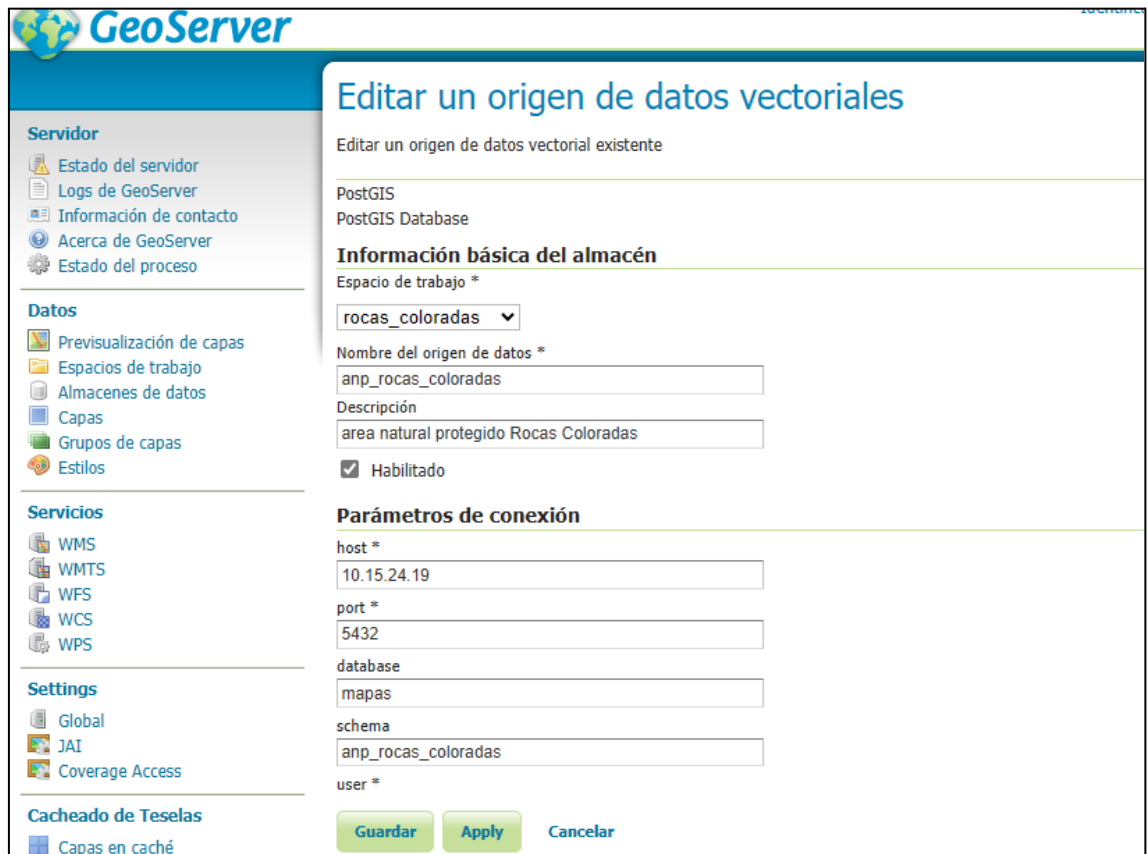 GeoServer
Servidor
Estado del servidor
Logs de GeoServer
Información de contacto
Acerca de GeoServer
Estado del proceso
Datos
Previsualización de capas
Espacios de trabajo
Almacenes de datos
Capas
Grupos de capas
Estilos
Servicios
WMS
WMTS
WFS
WCS
WPS
Settings
Global
JAI
Coverage Access
Cacheado de Teselas
Capas en caché
Editar un origen de datos vectoriales
Editar un origen de datos vectorial existente
PostGIS
PostGIS Database
Información básica del almacén
Espacio de trabajo *
rocas_coloradas
Nombre del origen de datos *
anp_rocas_coloradas
Descripción
area natural protegido Rocas Coloradas
Habilitado
Parámetros de conexión
host *
10.15.24.19
port *
5432
database
mapas
schema
anp_rocas_coloradas
user *
Guardar Apply Cancelar